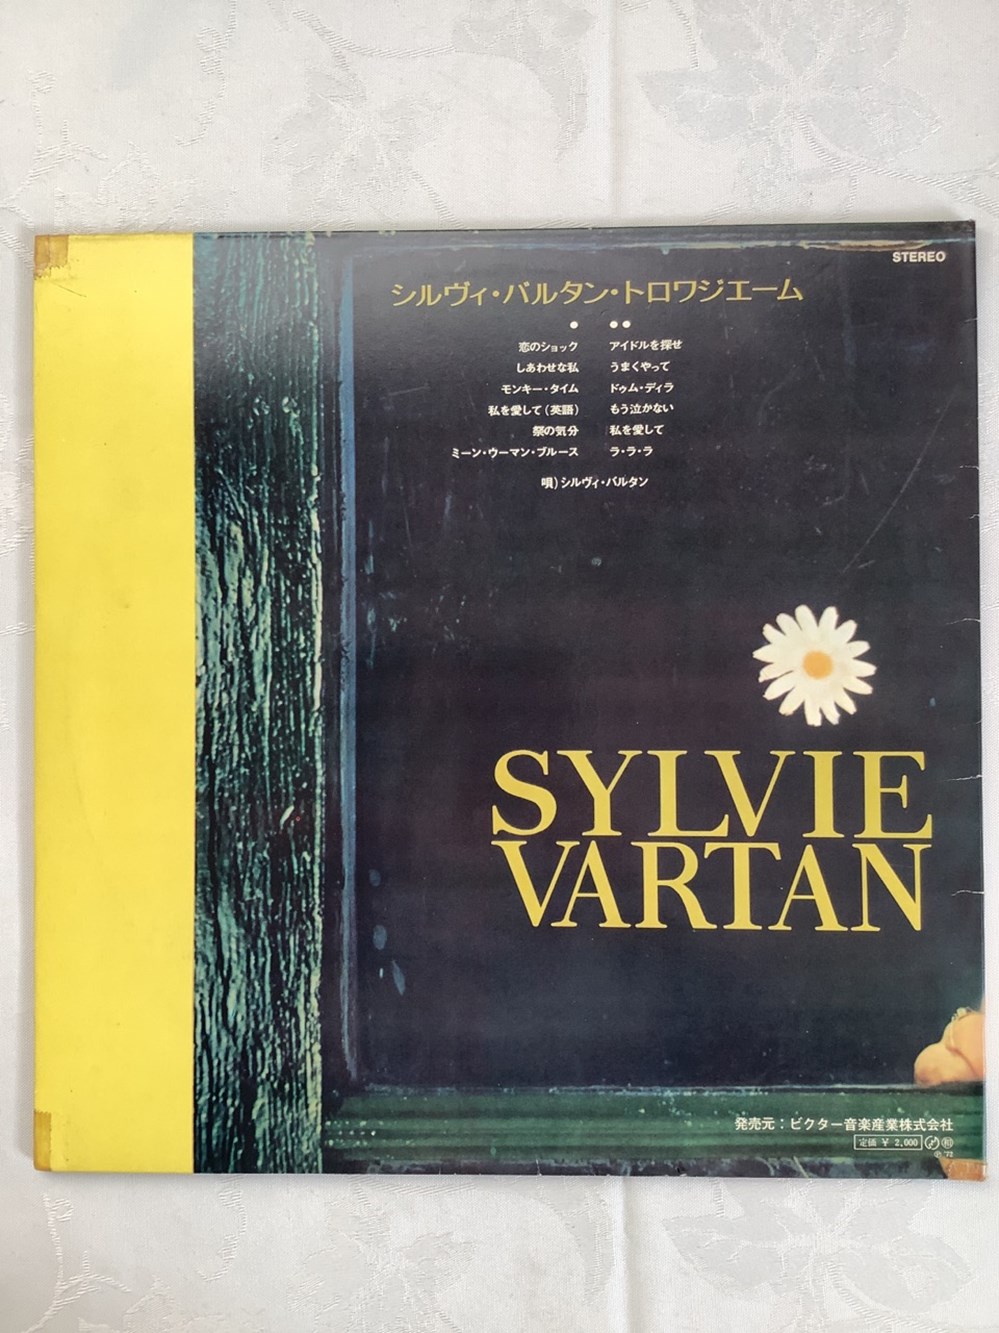 STEREO
シルヴィ・バルタン・トロワジエーム
●
恋のショック
しあわせな私
モンキー・タイム
私を愛して(英語)
祭の気分
ミーン・ウーマン・ブルース
●●
アイドルを探せ
うまくやって
ドゥム・ディラ
もう泣かない
私を愛して
ラ・ラ・ラ
唄)シルヴィ・バルタン
SYLVIE
VARTAN
発売元：ビクター音楽産業株式会社
定価 ¥ 2,000
Ⓟ '72